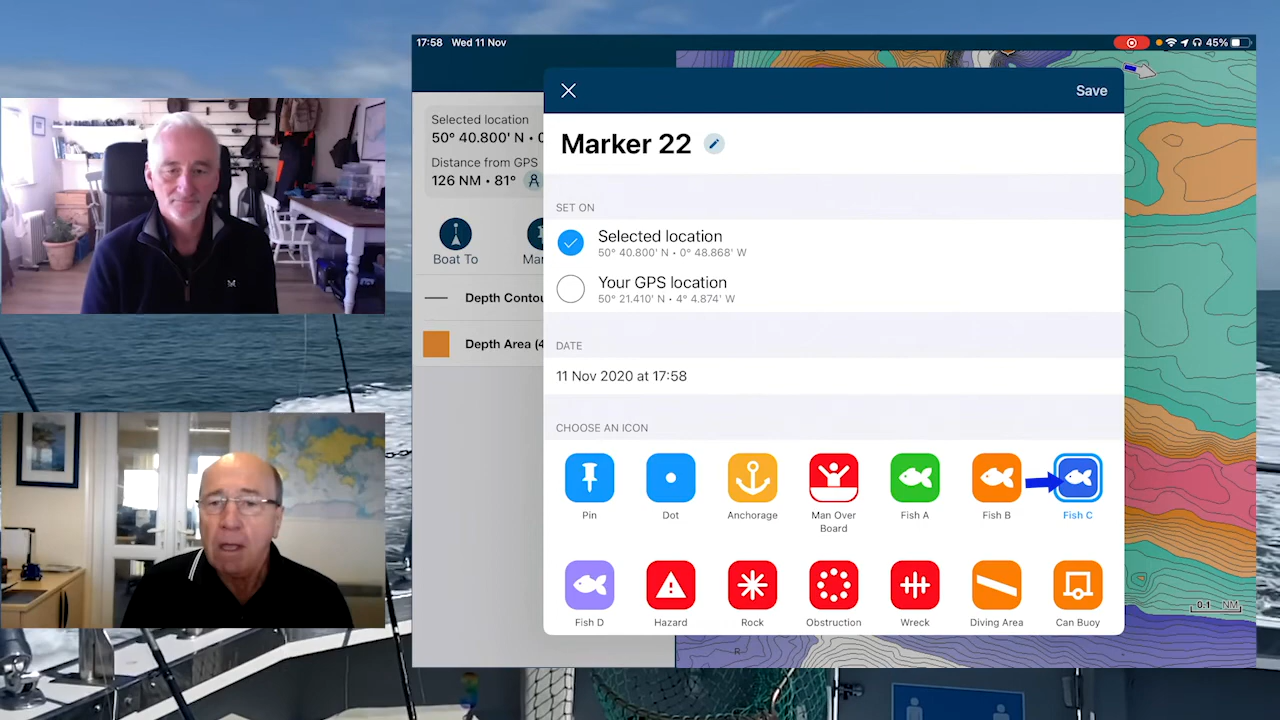 17:58 Wed 11 Nov
45%
Save
Selected location
50° 40.800' N • 0
Distance from GPS
126 NM • 81°
Boat To
Mar
Depth Contou
Depth Area (4
Marker 22
SET ON
Selected location
50° 40.800' N • 0° 48.868' W
Your GPS location
50° 21.410' N • 4° 4.874' W
DATE
11 Nov 2020 at 17:58
CHOOSE AN ICON
Pin
Dot
Anchorage
Man Over
Board
Fish A
Fish B
Fish C
Fish D
Hazard
Rock
Obstruction
Wreck
Diving Area
Can Buoy
0.1 NM
R